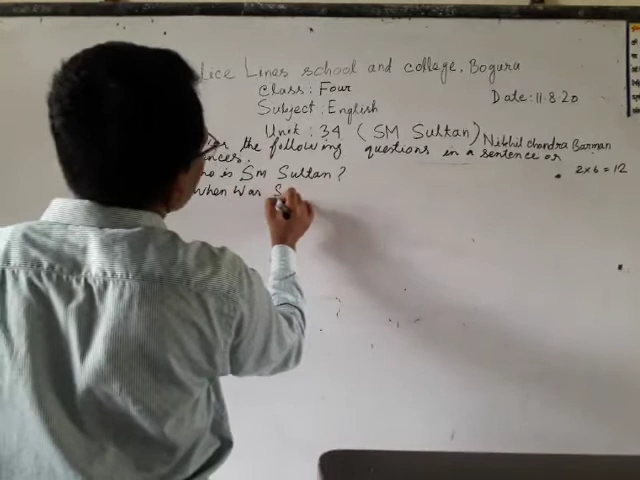 lice Lines school and college, Bogura
Class : Four
Date: 11.8.20
Subject : English
Unit : 34 (SM Sultan) Nikhil chandra Barman
the following questions in a sentence or
ences.
2x6=12
ho is Sm Sultan ?
When Was S